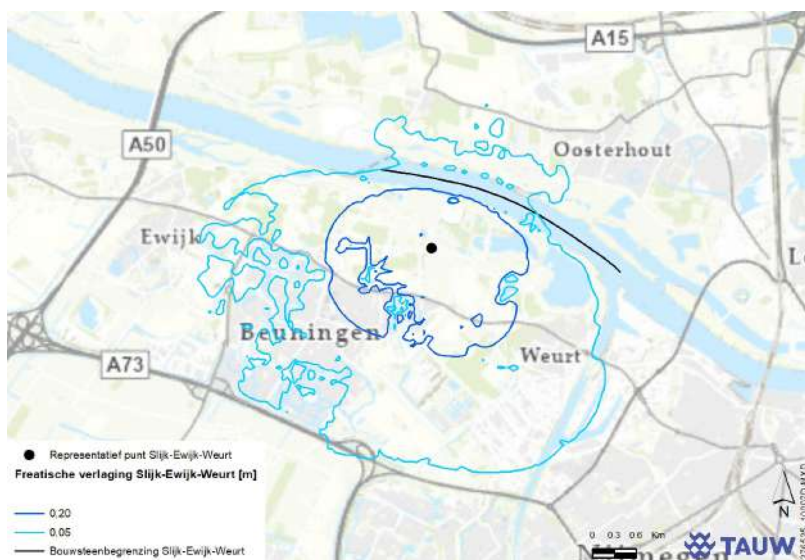 A15
Oosterhout
A50
Ewijk
Beuningen
Weurt
A73
Representatief punt Slijk-Ewijk-Weurt
Freatische verlaging Slijk-Ewijk-Weurt [m]
0,20
0,05
Bouwsteenbegrenzing Slijk-Ewijk-Weurt
N
0 0.3 0.6 Km
TAUW